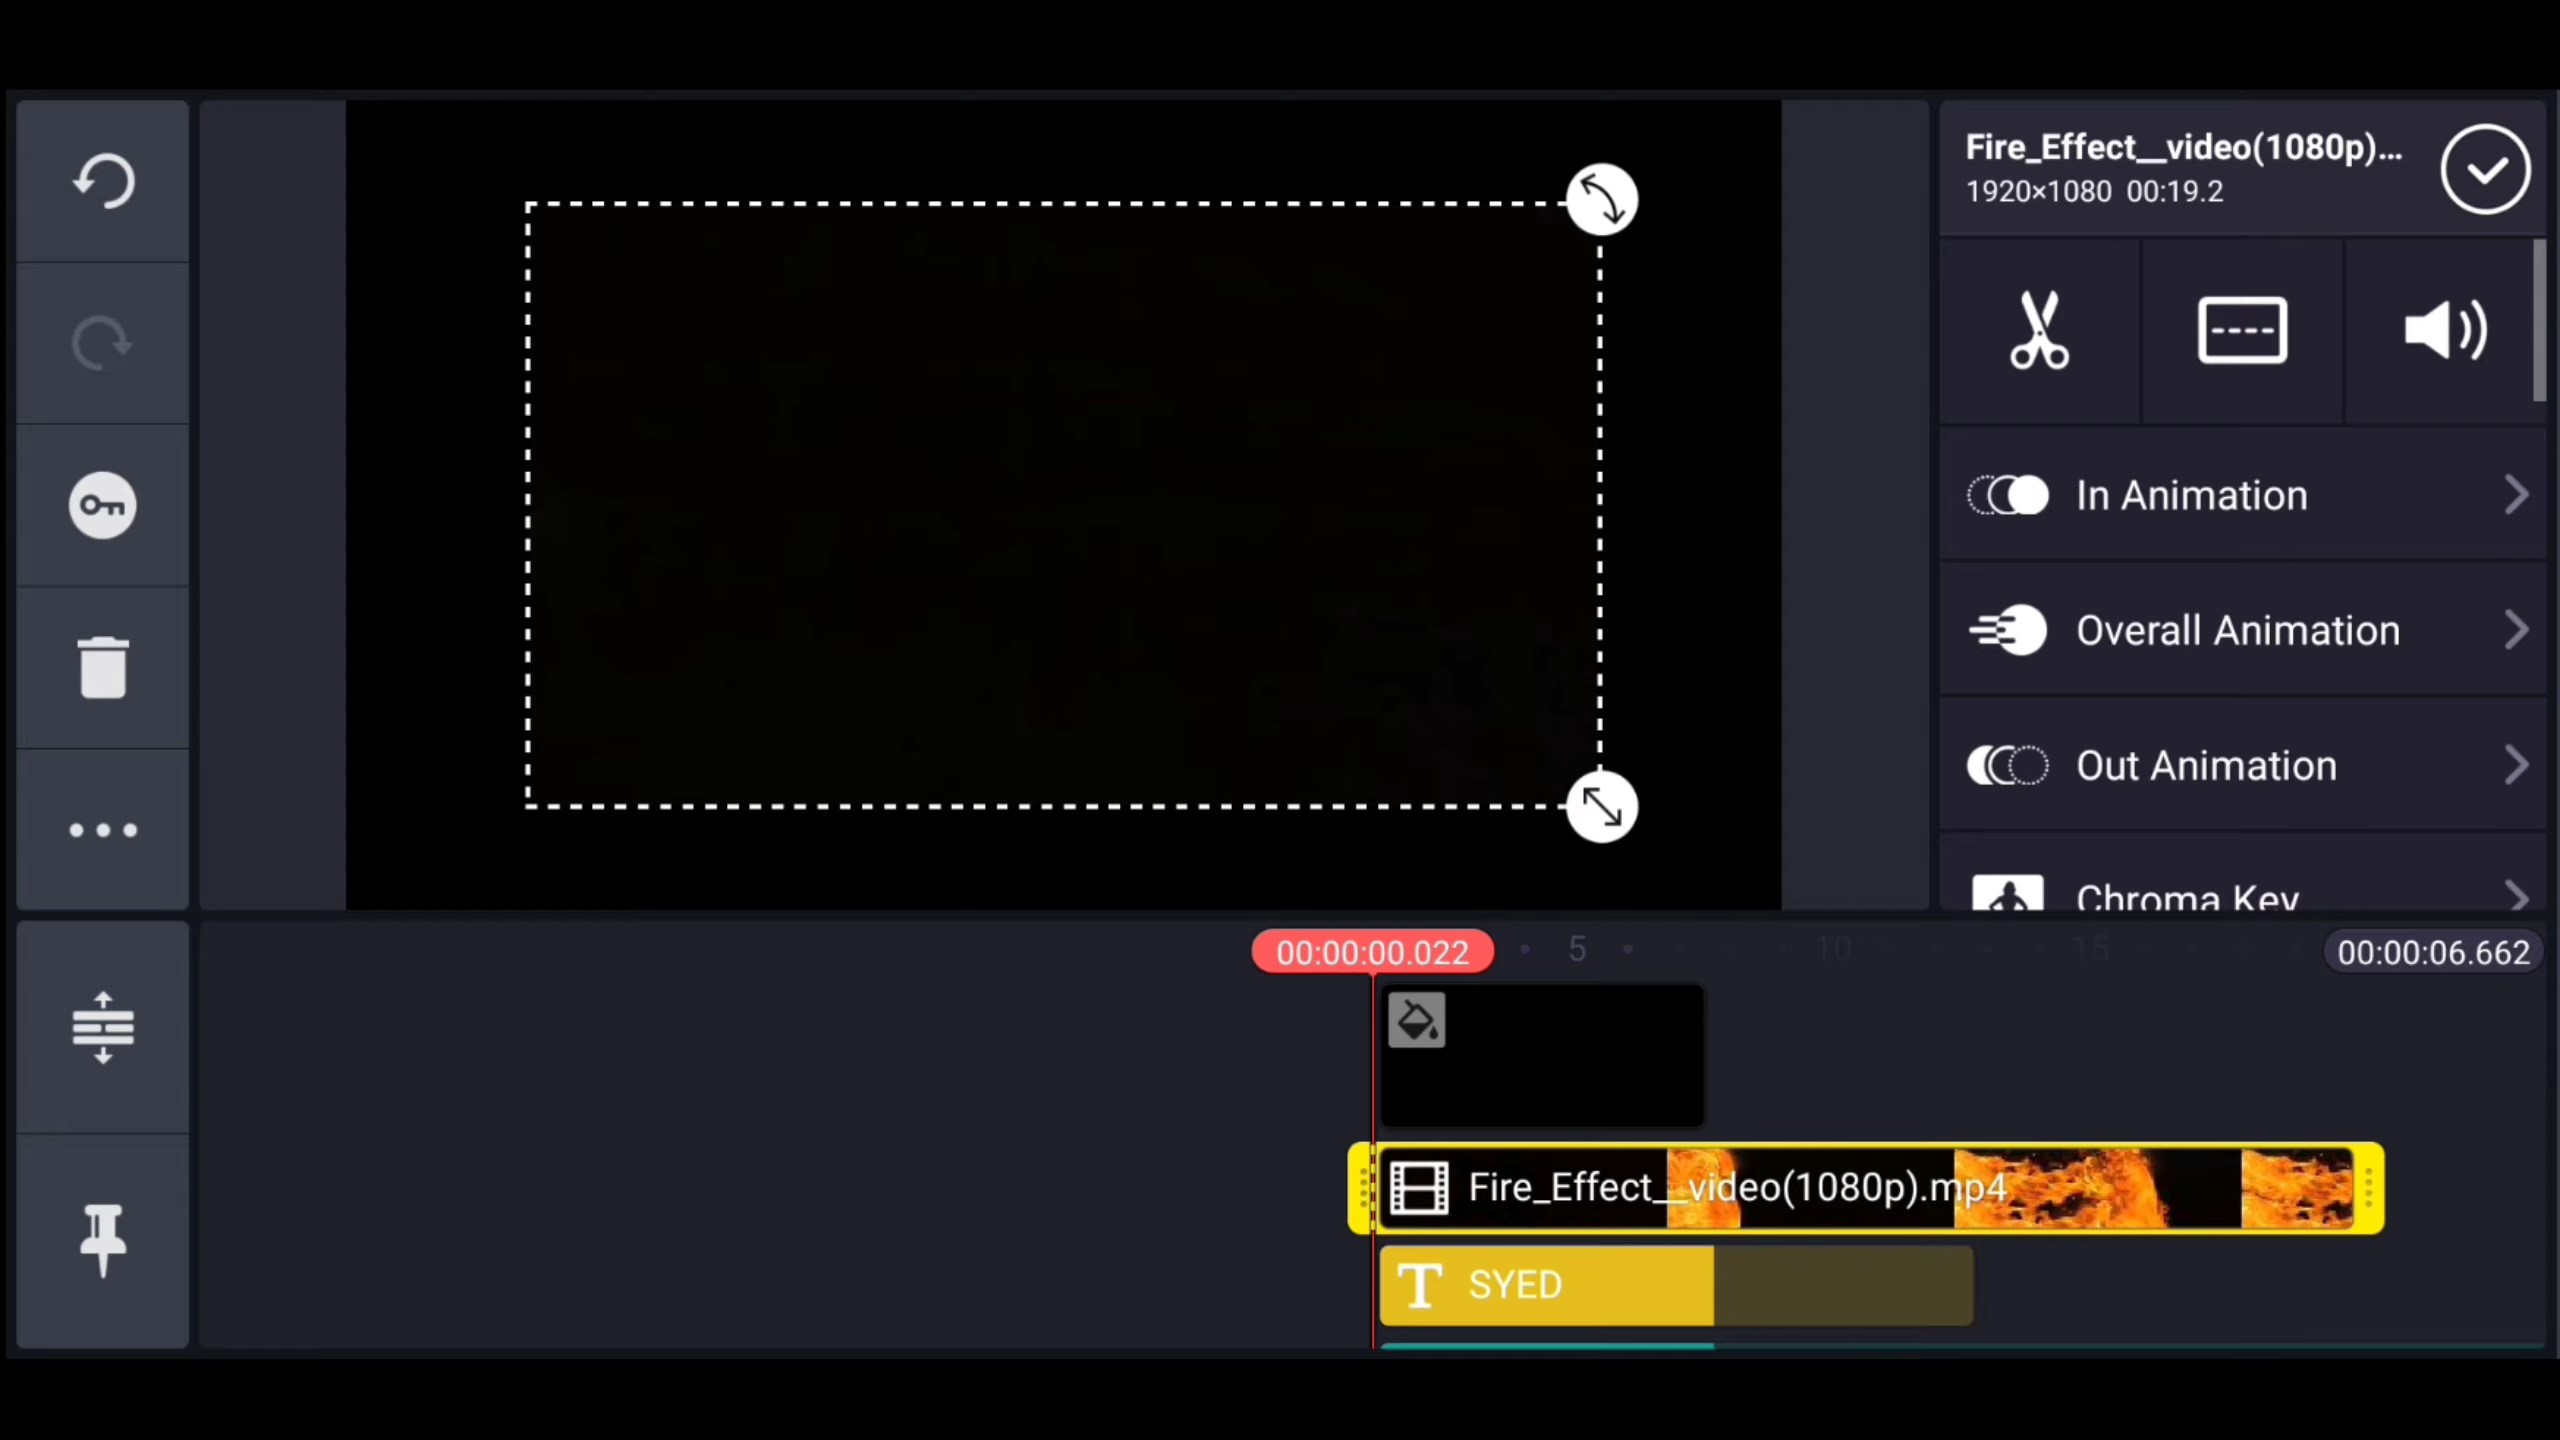 Fire_Effect__video(1080p)...
1920×1080 00:19.2
In Animation
Overall Animation
Out Animation
Chroma Key
00:00:00.022
5
10
15
00:00:06.662
Fire_Effect__video(1080p).mp4
T SYED